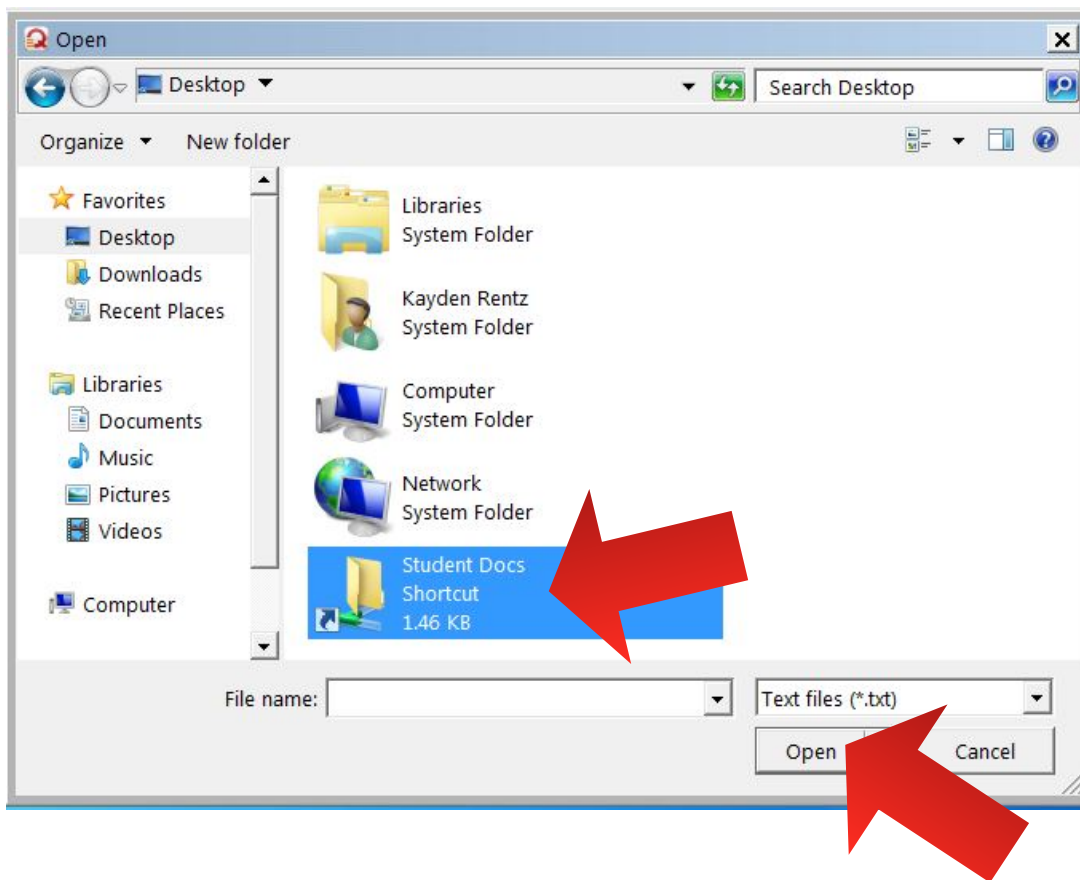 Open
Desktop
Search Desktop
Organize
New folder
Favorites
Desktop
Downloads
Recent Places
Libraries
Documents
Music
Pictures
Videos
Computer
Libraries
System Folder
Kayden Rentz
System Folder
Computer
System Folder
Network
System Folder
Student Docs
Shortcut
1.46 KB
File name:
Text files (*.txt)
Open
Cancel